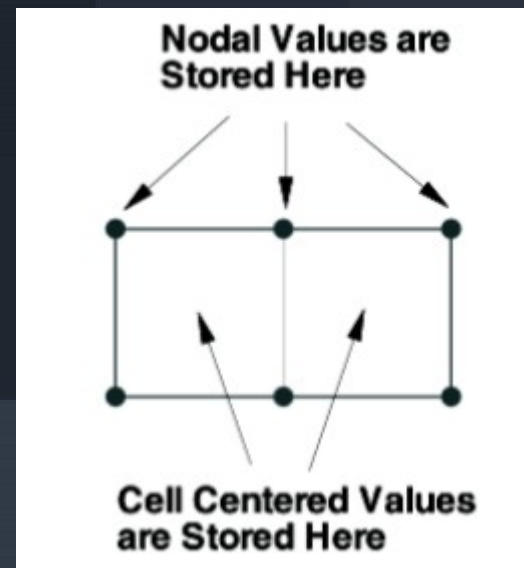 Nodal Values are
Stored Here
Cell Centered Values
are Stored Here